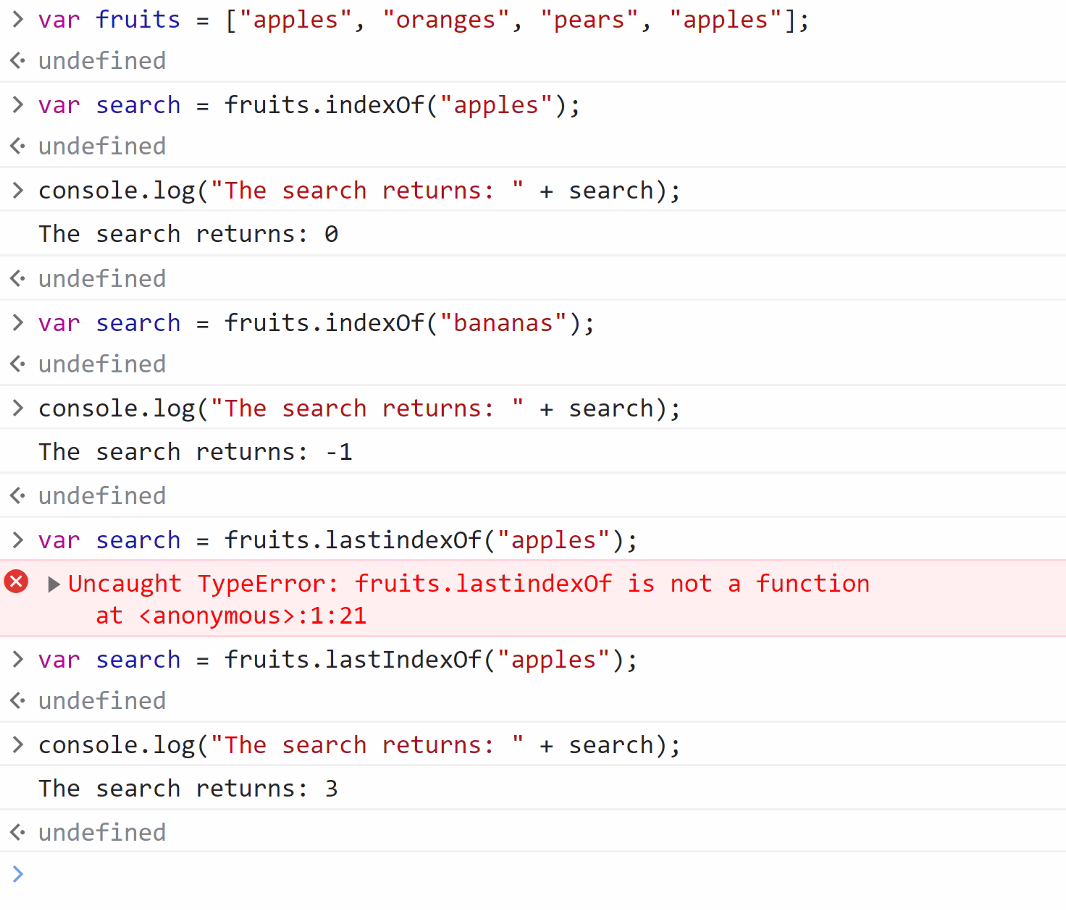 > var fruits = ["apples", "oranges", "pears", "apples"];
undefined
> var search = fruits.indexOf("apples");
undefined
> console.log("The search returns: " + search);
The search returns: 0
undefined
> var search = fruits.indexOf("bananas");
undefined
> console.log("The search returns: " + search);
The search returns: -1
undefined
> var search = fruits.lastindexOf("apples");
Uncaught TypeError: fruits.lastindexOf is not a function
at <anonymous>:1:21
> var search = fruits.lastIndexOf("apples");
undefined
> console.log("The search returns: " + search);
The search returns: 3
undefined
>